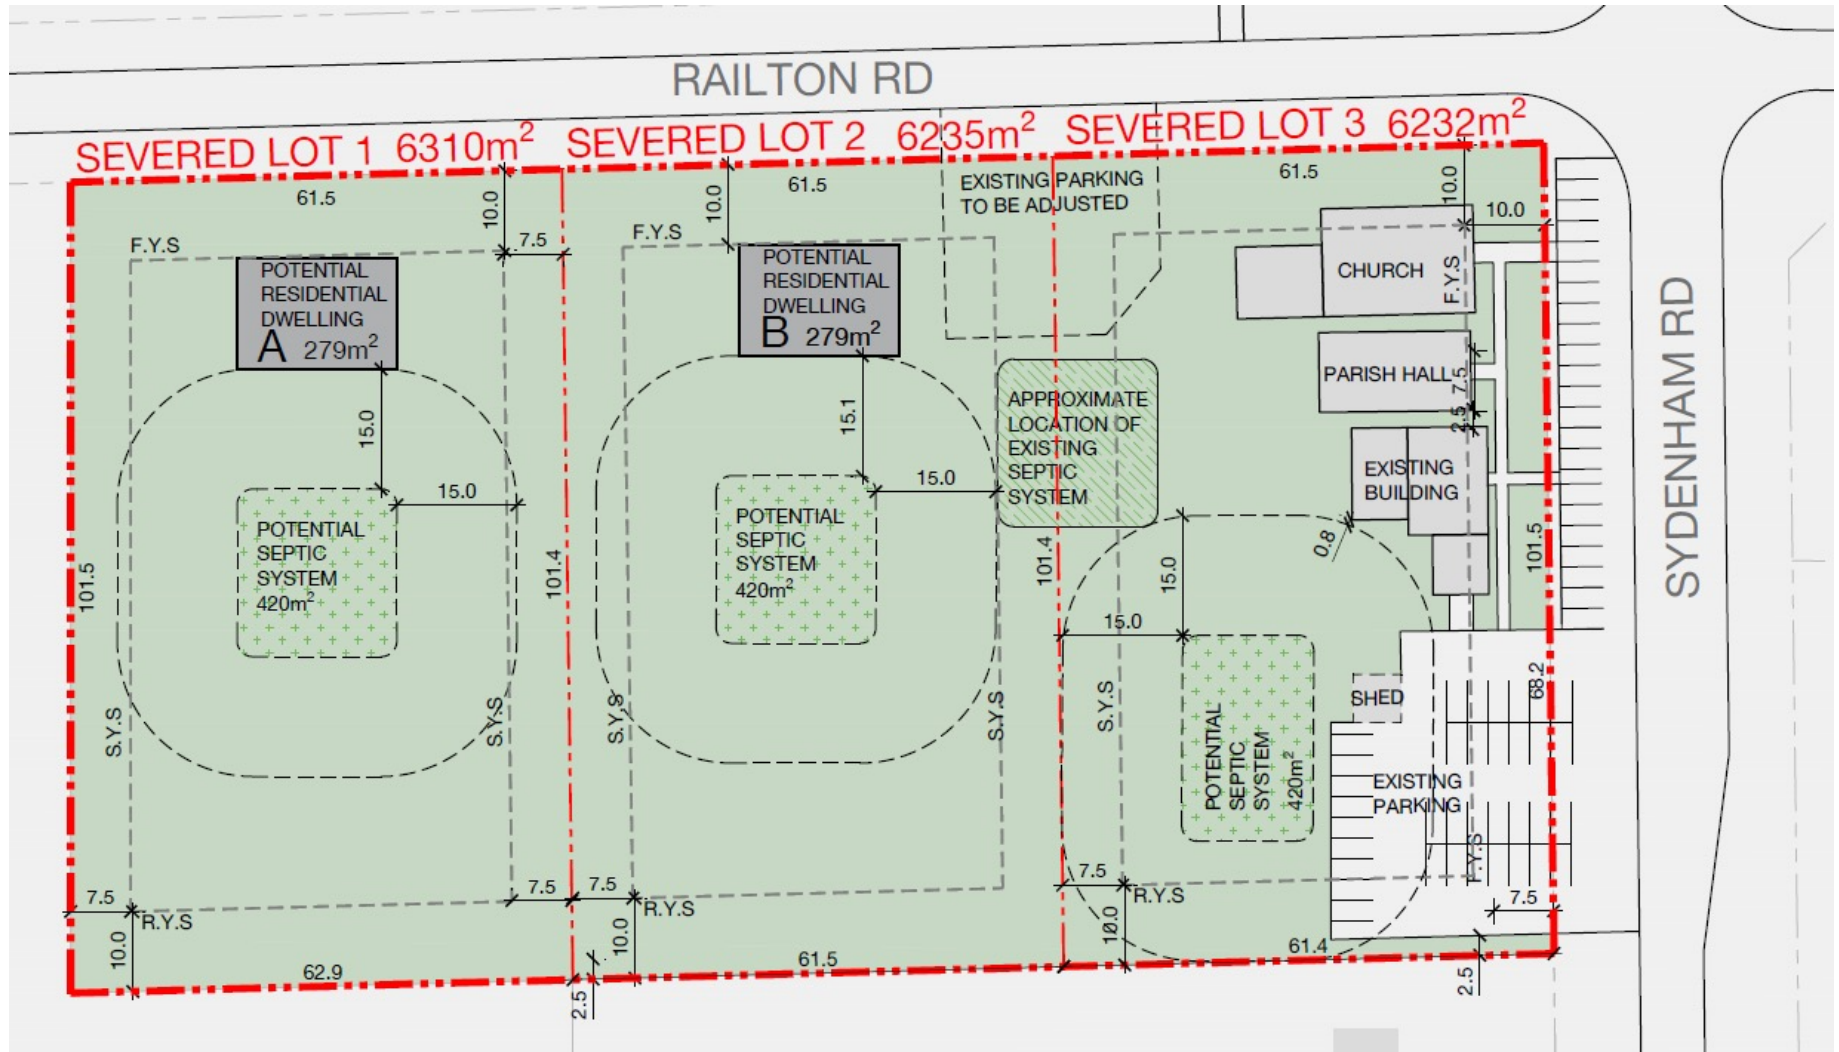 RAILTON RD
SEVERED LOT 1 6310m²
SEVERED LOT 2 6235m²
SEVERED LOT 3 6232m²
61.5
10.0
7.5
F.Y.S
POTENTIAL
RESIDENTIAL
DWELLING
A 279m²
15.0
15.0
POTENTIAL
SEPTIC
SYSTEM
420m²
101.5
S.Y.S
S.Y.S
7.5
R.Y.S
10.0
62.9
7.5
101.4
61.5
10.0
F.Y.S
POTENTIAL
RESIDENTIAL
DWELLING
B 279m²
15.1
15.0
POTENTIAL
SEPTIC
SYSTEM
420m²
S.Y.S
S.Y.S
7.5
R.Y.S
10.0
2.5
61.5
EXISTING PARKING
TO BE ADJUSTED
APPROXIMATE
LOCATION OF
EXISTING
SEPTIC
SYSTEM
101.4
61.5
10.0
10.0
CHURCH
F.Y.S
PARISH HALL
7.5
2.5
EXISTING
BUILDING
0.8
101.5
15.0
15.0
POTENTIAL
SEPTIC
SYSTEM
420m²
S.Y.S
SHED
68.2
EXISTING
PARKING
F.Y.S
7.5
7.5
R.Y.S
10.0
61.4
2.5
SYDENHAM RD